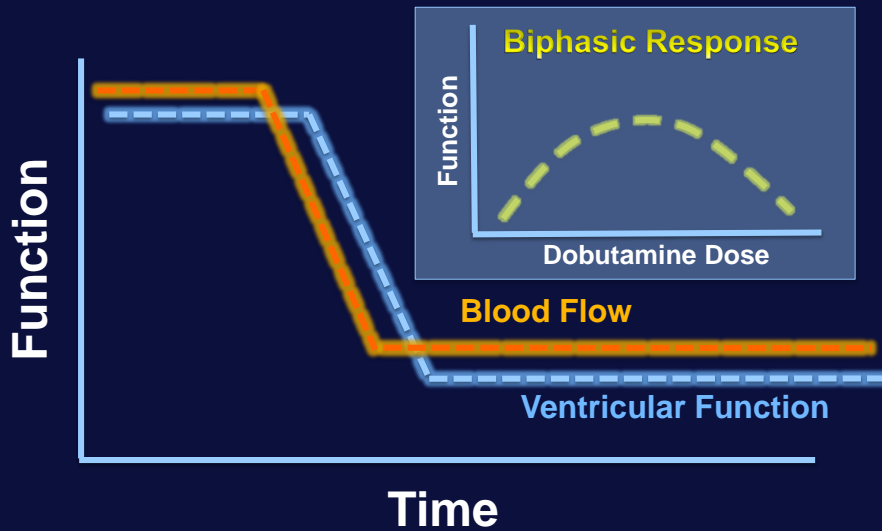 Biphasic Response
Function
Dobutamine Dose
Function
Blood Flow
Ventricular Function
Time